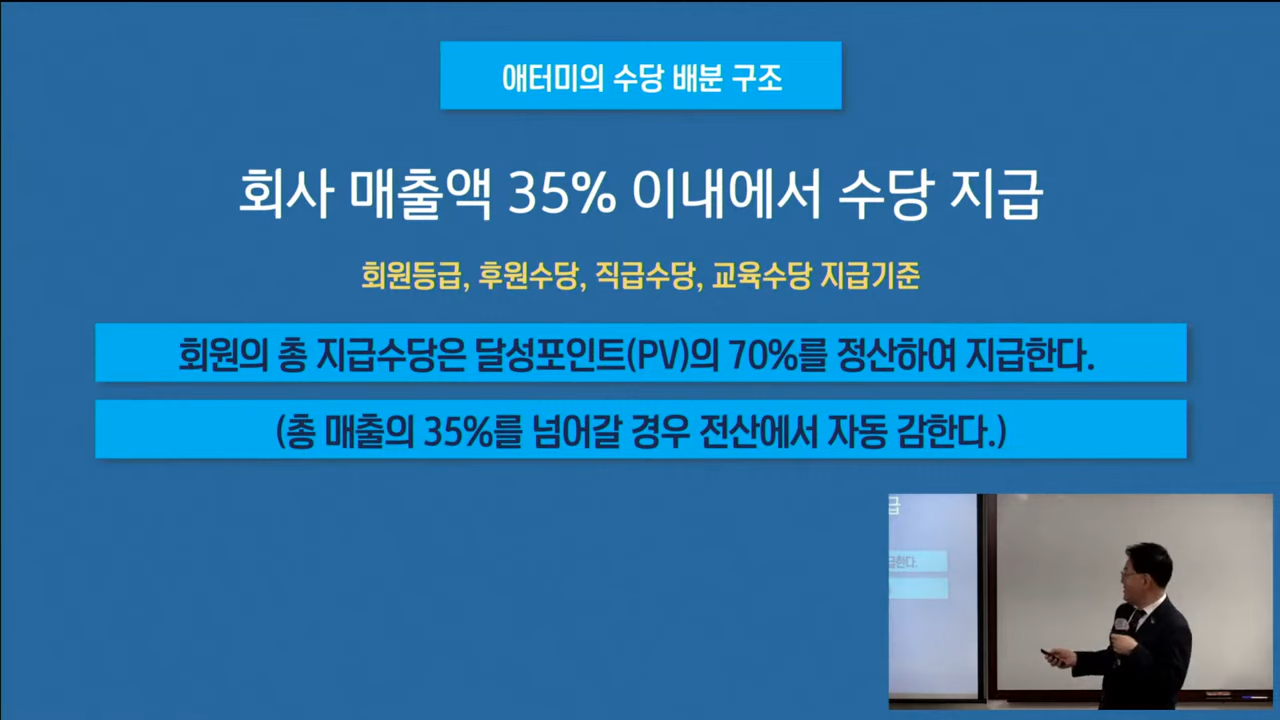 애터미의 수당 배분 구조
회사 매출액 35% 이내에서 수당 지급
회원등급, 후원수당, 직급수당, 교육수당 지급기준
회원의 총 지급수당은 달성포인트(PV)의 70%를 정산하여 지급한다.
(총 매출의 35%를 넘어갈 경우 전산에서 자동 감한다.)
급
급한다.
)